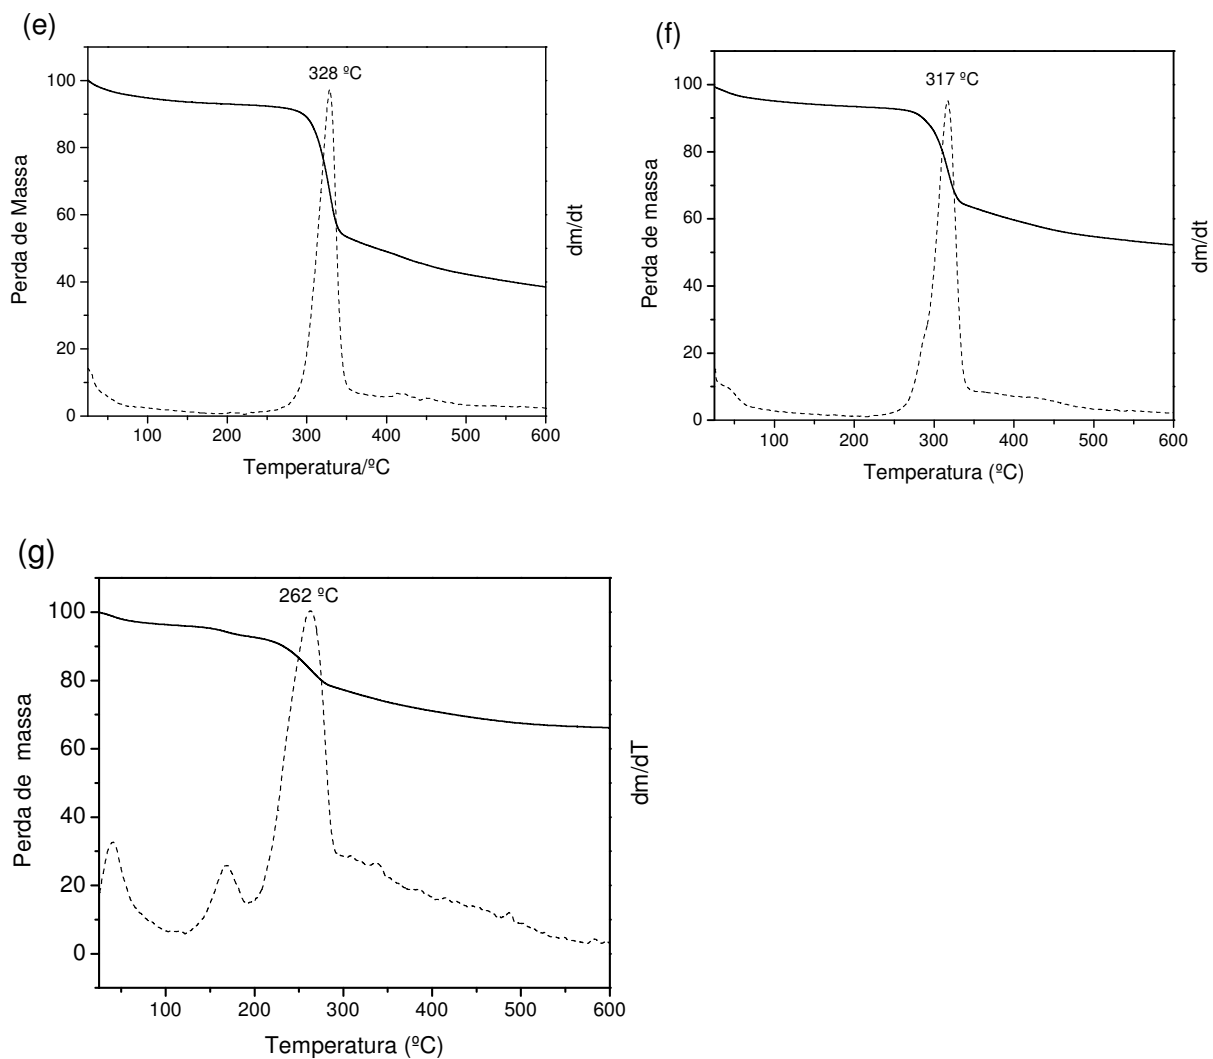 (e)
328 ºC
100
80
60
40
20
0
Perda de Massa
dm/dt
100 200 300 400 500 600
Temperatura/ºC
(f)
317 ºC
100
80
60
40
20
0
Perda de massa
dm/dt
100 200 300 400 500 600
Temperatura (ºC)
(g)
262 ºC
100
80
60
40
20
0
Perda de massa
dm/dT
100 200 300 400 500 600
Temperatura (ºC)